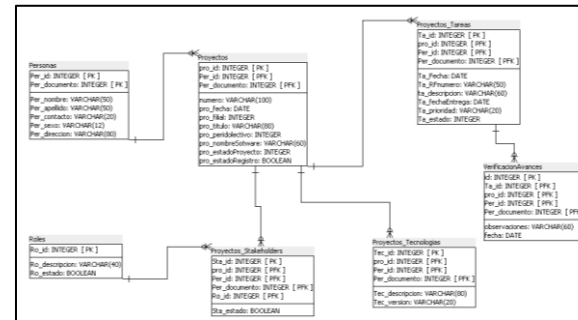 Personas
Per_id: INTEGER [ PK ]
Per_documento: INTEGER [ PK ]
Per_nombre: VARCHAR(50)
Per_apellido: VARCHAR(50)
Per_contacto: VARCHAR(20)
Per_sexo: VARCHAR(12)
Per_direccion: VARCHAR(80)
Proyectos
pro_id: INTEGER [ PK ]
Per_id: INTEGER [ PFK ]
Per_documento: INTEGER [ PFK ]
numero: VARCHAR(100)
pro_fecha: DATE
pro_filial: INTEGER
pro_titulo: VARCHAR(80)
pro_peridolectivo: INTEGER
pro_nombreSotware: VARCHAR(60)
pro_estadoProyecto: INTEGER
pro_estadoRegistro: BOOLEAN
Proyectos_Tareas
Ta_id: INTEGER [ PK ]
pro_id: INTEGER [ PFK ]
Per_id: INTEGER [ PFK ]
Per_documento: INTEGER [ PFK ]
Ta_Fecha: DATE
Ta_RFnumero: VARCHAR(50)
ta_descripcion: VARCHAR(60)
Ta_fechaEntrega: DATE
Ta_prioridad: VARCHAR(20)
Ta_estado: INTEGER
VerificacionAvances
id: INTEGER [ PK ]
Ta_id: INTEGER [ PFK ]
pro_id: INTEGER [ PFK ]
Per_id: INTEGER [ PFK ]
Per_documento: INTEGER [ PFK
observaciones: VARCHAR(60)
fecha: DATE
Roles
Ro_id: INTEGER [ PK ]
Ro_descripcion: VARCHAR(40)
Ro_estado: BOOLEAN
Proyectos_Stakeholders
Sta_id: INTEGER [ PK ]
pro_id: INTEGER [ PFK ]
Per_id: INTEGER [ PFK ]
Per_documento: INTEGER [ PFK ]
Ro_id: INTEGER [ PFK ]
Sta_estado: BOOLEAN
Proyectos_Tecnologias
Tec_id: INTEGER [ PK ]
pro_id: INTEGER [ PFK ]
Per_id: INTEGER [ PFK ]
Per_documento: INTEGER [ PFK ]
Tec_descripcion: VARCHAR(80)
Tec_version: VARCHAR(20)